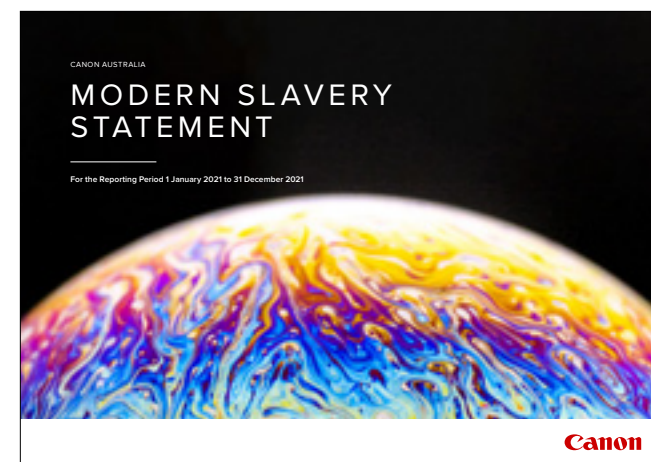 CANON AUSTRALIA
MODERN SLAVERY
STATEMENT
For the Reporting Period 1 January 2021 to 31 December 2021
Canon